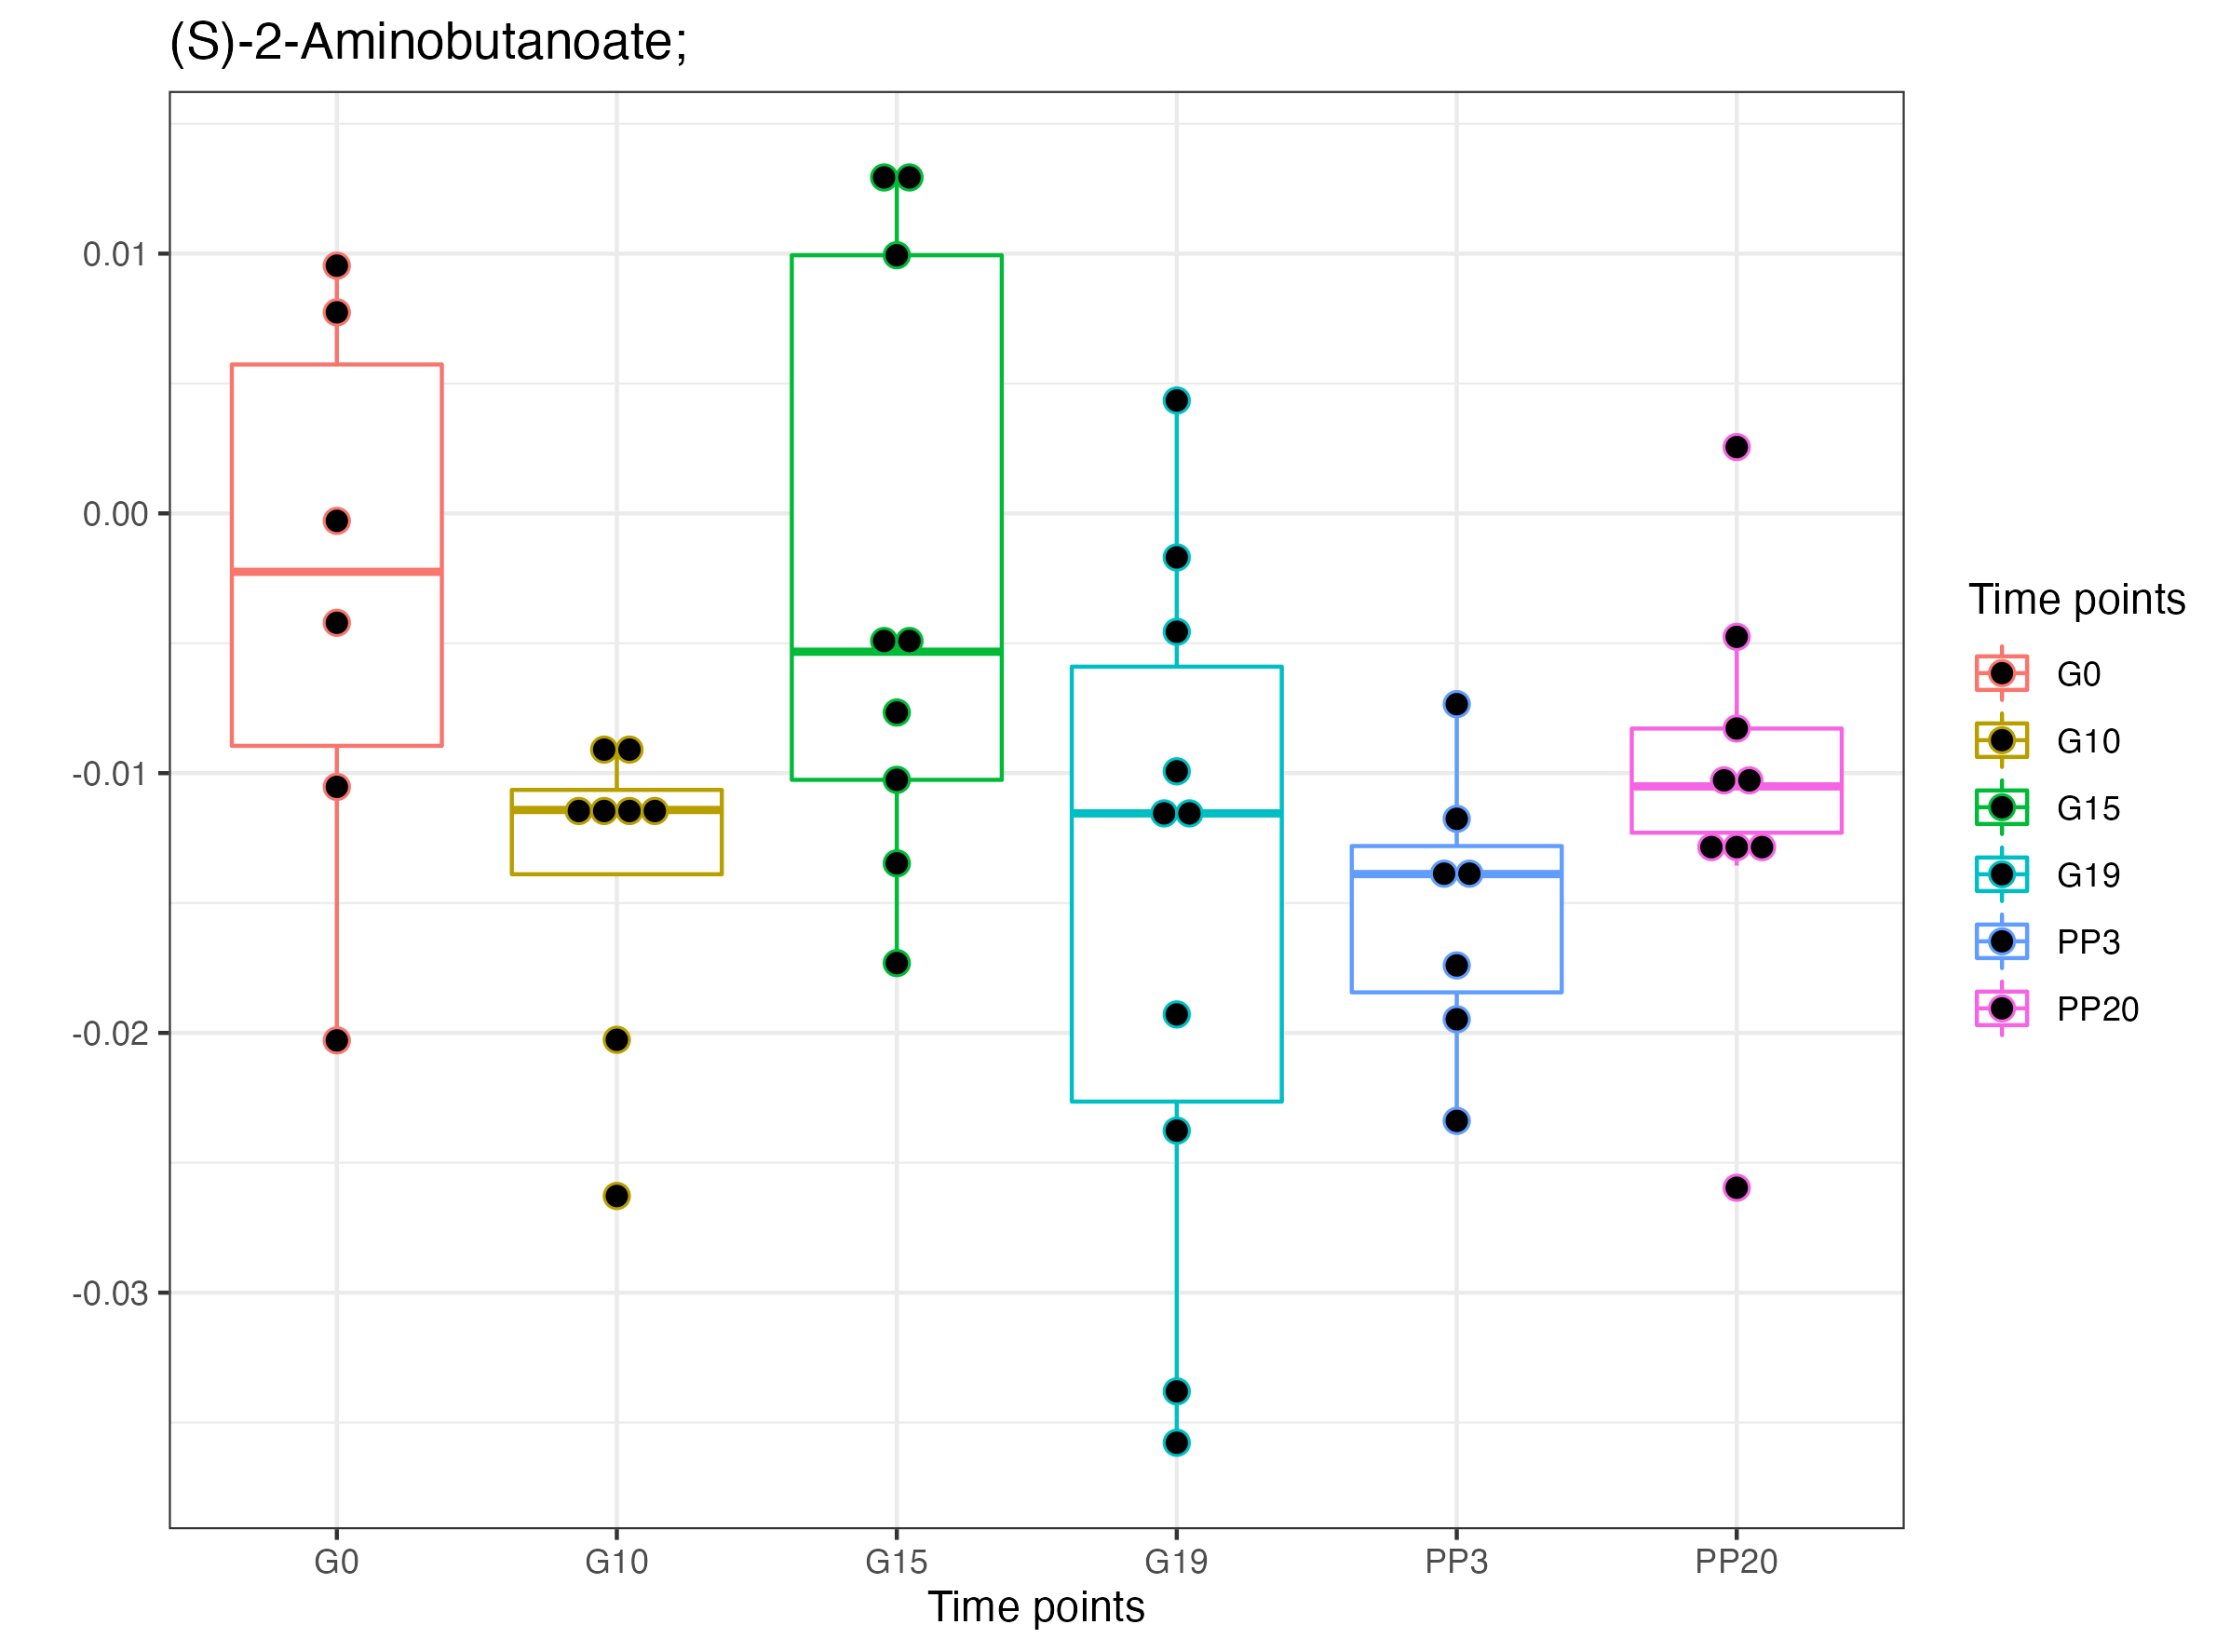 (S)-2-Aminobutanoate;
0.01
0.00
-0.01
-0.02
-0.03
G0 G10 G15 G19 PP3 PP20
Time points
Time points
G0
G10
G15
G19
PP3
PP20